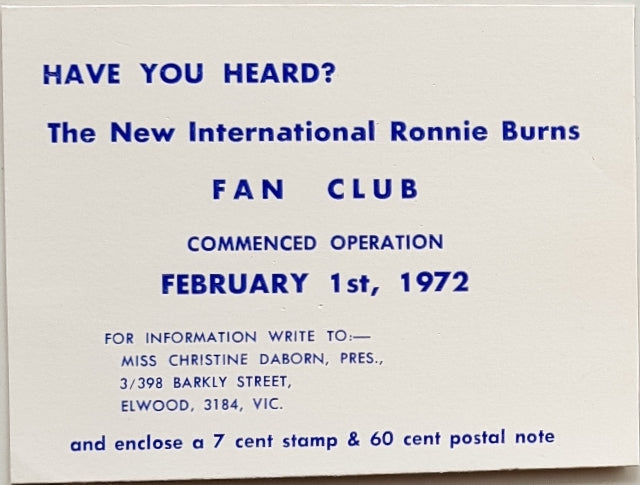 HAVE YOU HEARD?
The New International Ronnie Burns
FAN CLUB
COMMENCED OPERATION
FEBRUARY 1st, 1972
FOR INFORMATION WRITE TO:—
MISS CHRISTINE DABORN, PRES.,
3/398 BARKLY STREET,
ELWOOD, 3184, VIC.
and enclose a 7 cent stamp & 60 cent postal note